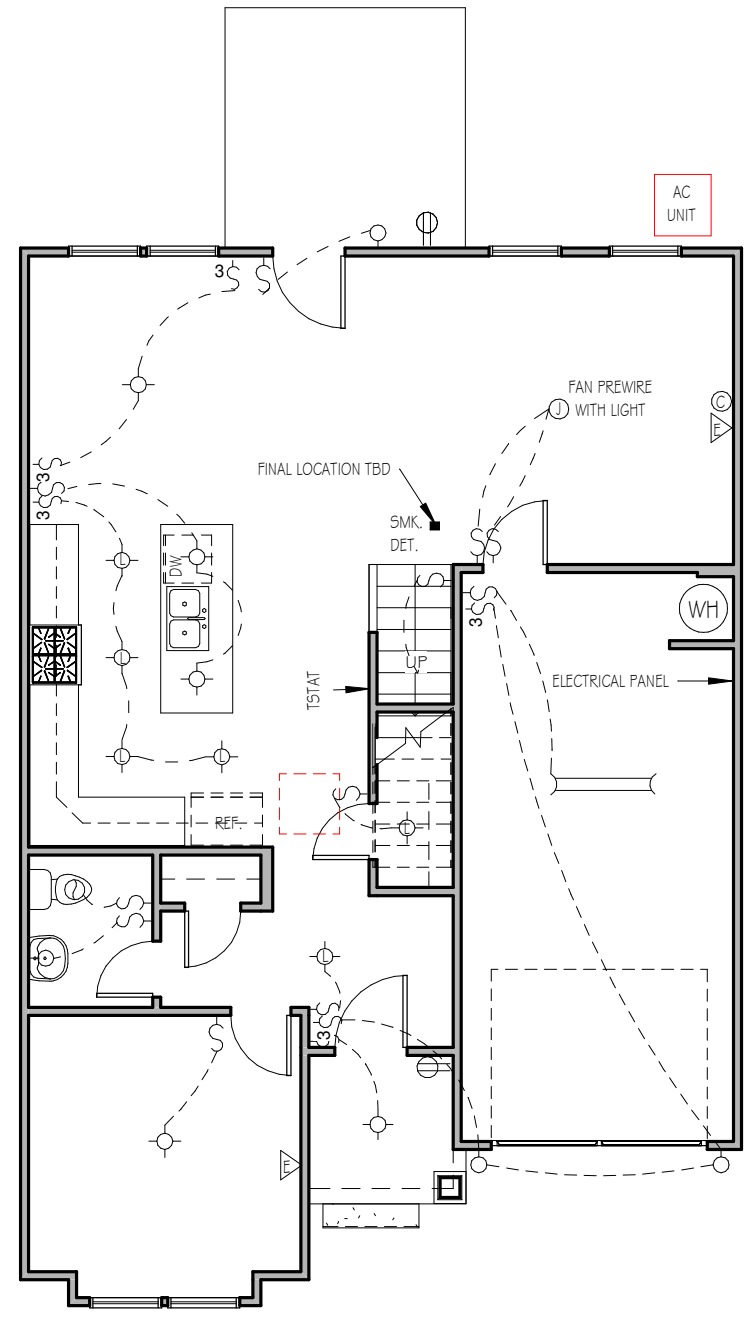 AC
UNIT
3
FAN PREWIRE
WITH LIGHT
J
C
E
3
FINAL LOCATION TBD
3
SMK.
DET.
L
DW
WH
3
UP
L
TSTAT
ELECTRICAL PANEL
N
L
L
REF.
L
L
3
E